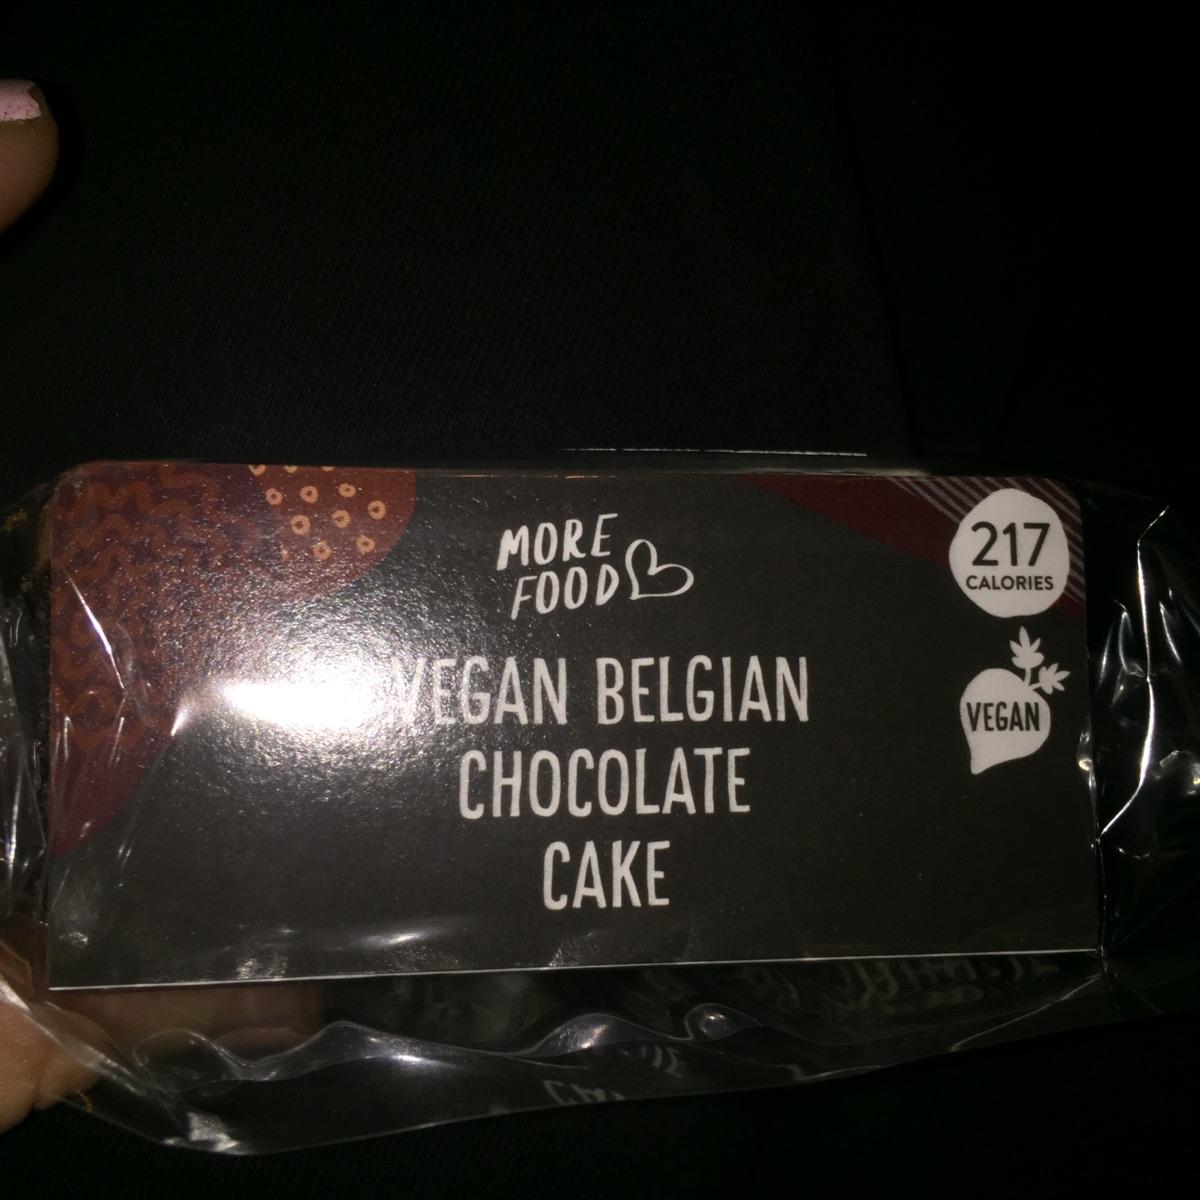 MORE
FOOD
217
CALORIES
VEGAN BELGIAN
CHOCOLATE
CAKE
VEGAN